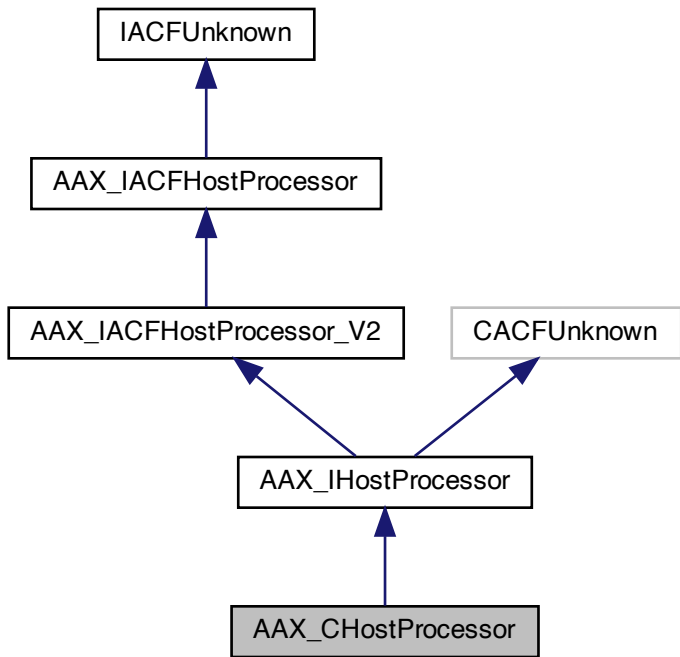 IACFUnknown
AAX_IACFHostProcessor
AAX_IACFHostProcessor_V2
CACFUnknown
AAX_IHostProcessor
AAX_CHostProcessor